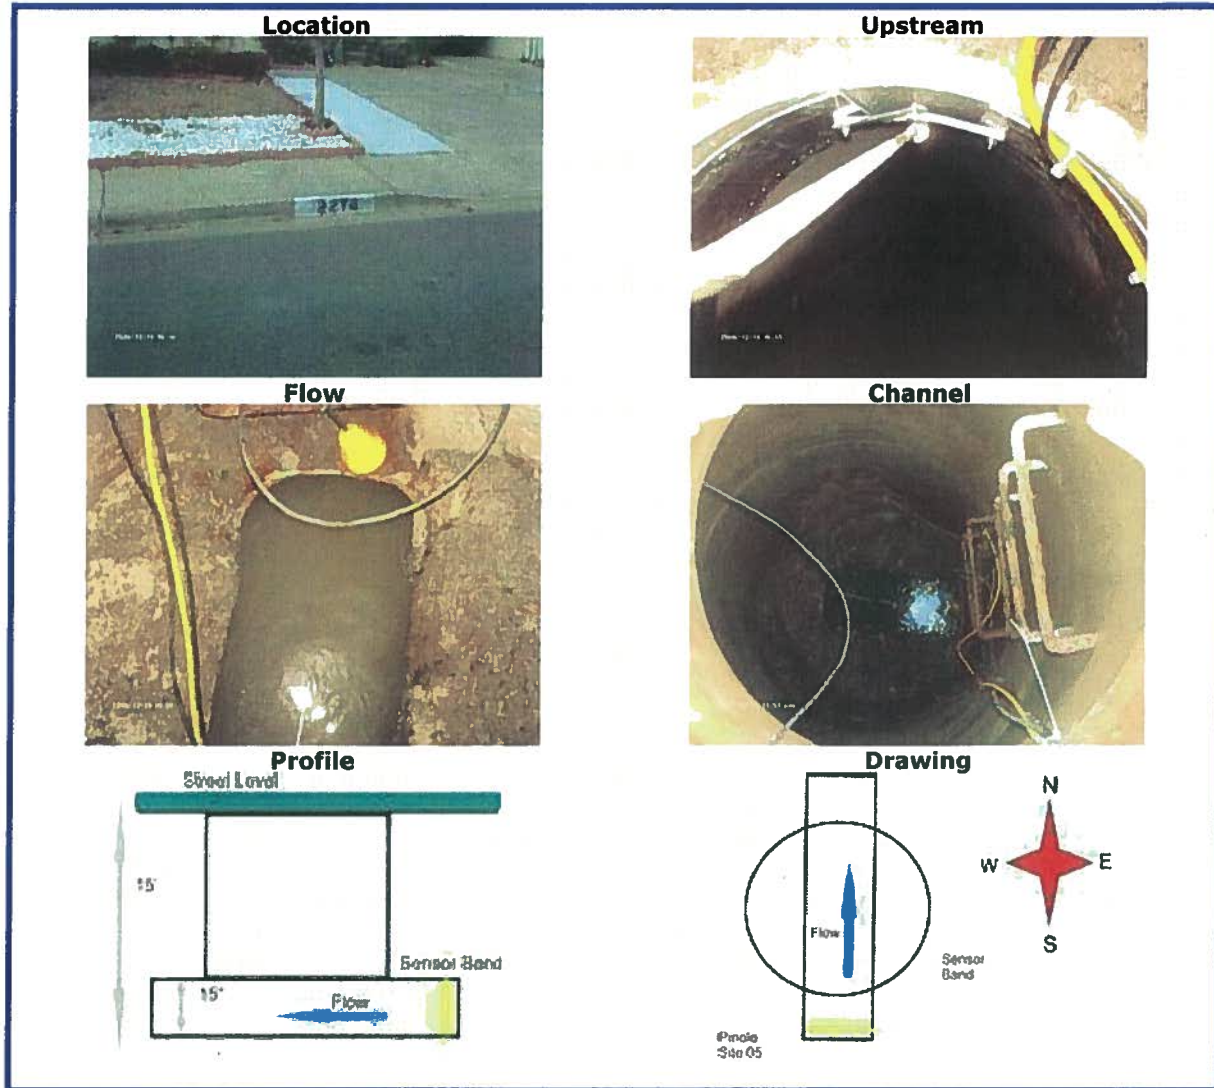 Location
Upstream
Flow
Channel
Profile
Drawing
Street Level
15'
Sensor Band
15"
Flow
N
W
E
S
Flow
Sensor
Band
Pinole
Site 05